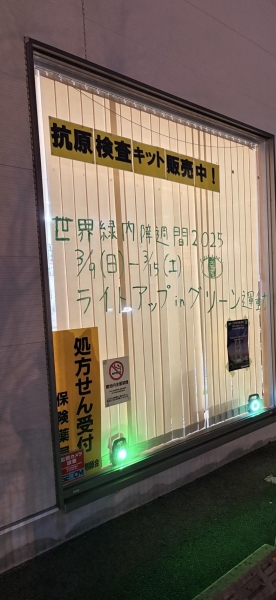 抗原検査キット販売中！
世界緑内障週間2025
3/9(日)－3/15(土)
ライトアップinグリーン運動中
処方せん受付
保険薬局